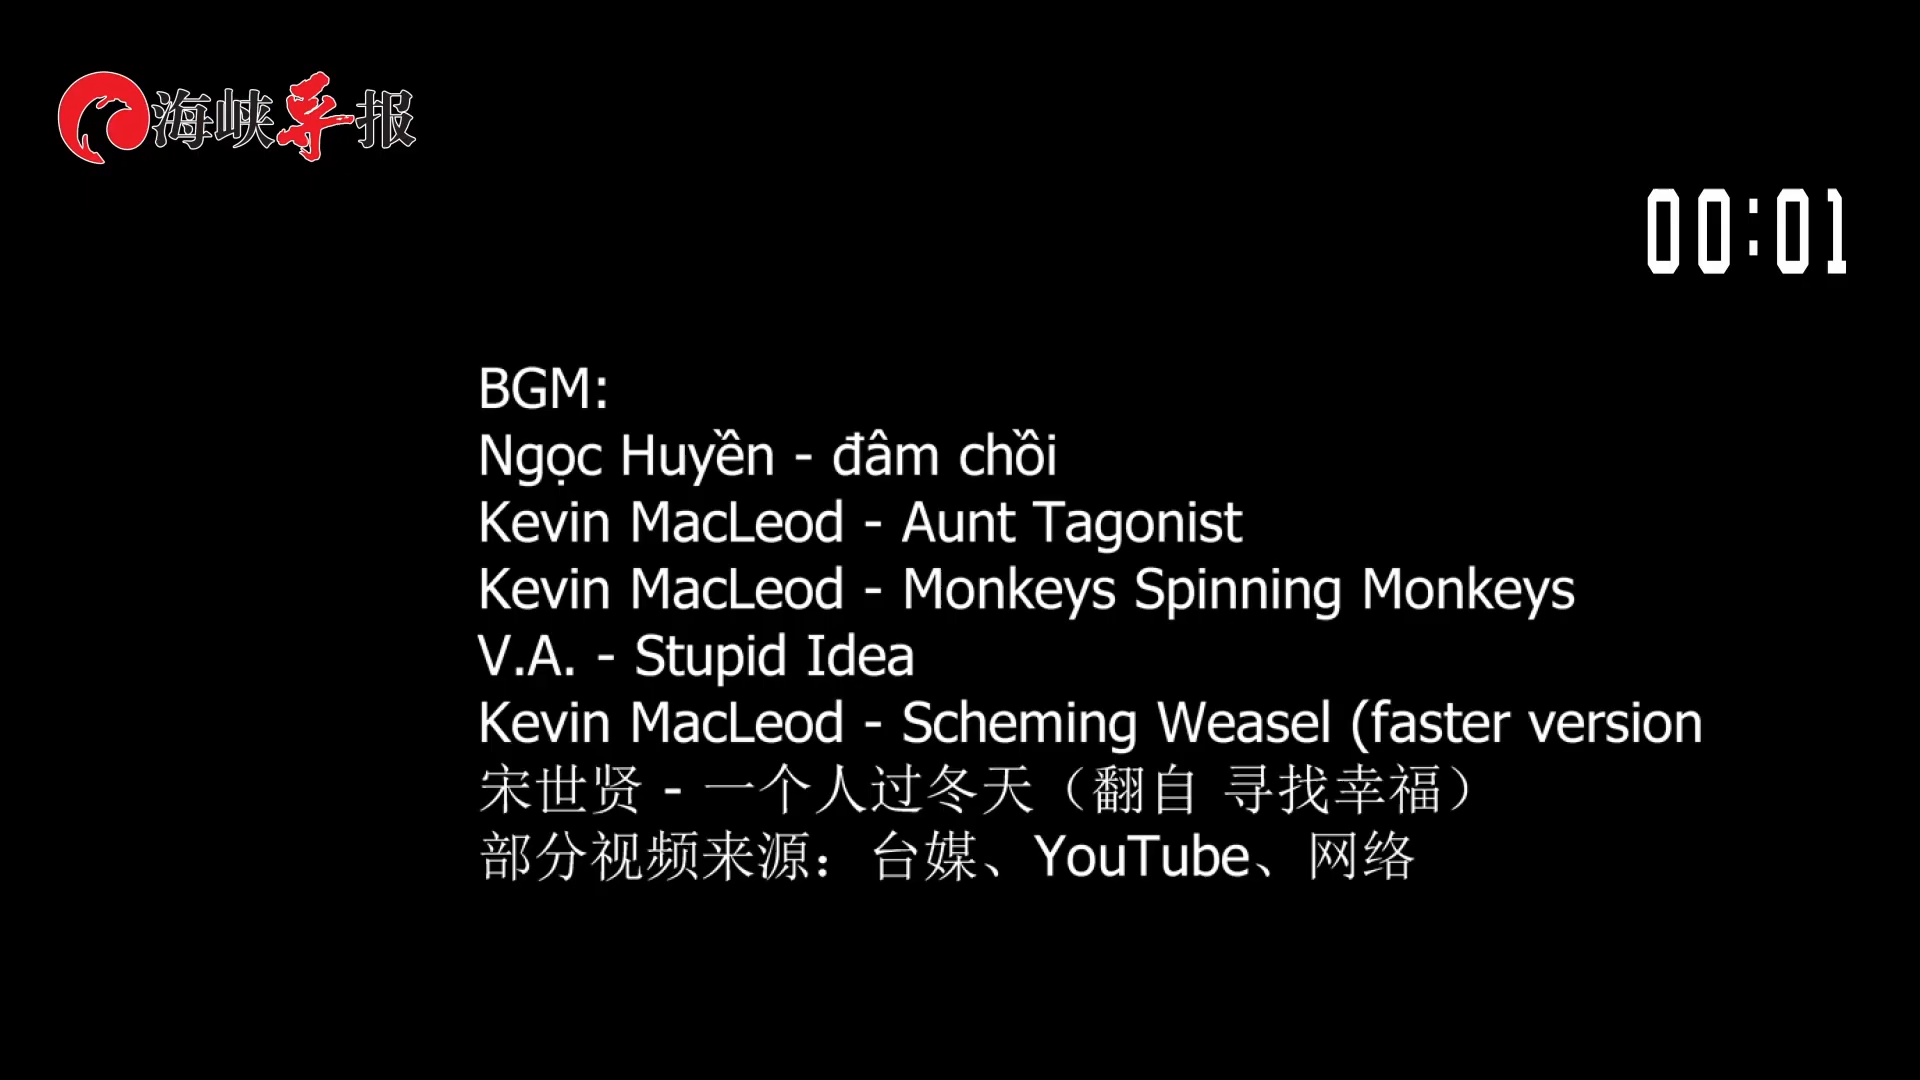 海峡导报
00:01
BGM:
Ngọc Huyền - đâm chồi
Kevin MacLeod - Aunt Tagonist
Kevin MacLeod - Monkeys Spinning Monkeys
V.A. - Stupid Idea
Kevin MacLeod - Scheming Weasel (faster version
宋世贤 - 一个人过冬天（翻自 寻找幸福）
部分视频来源：台媒、YouTube、网络